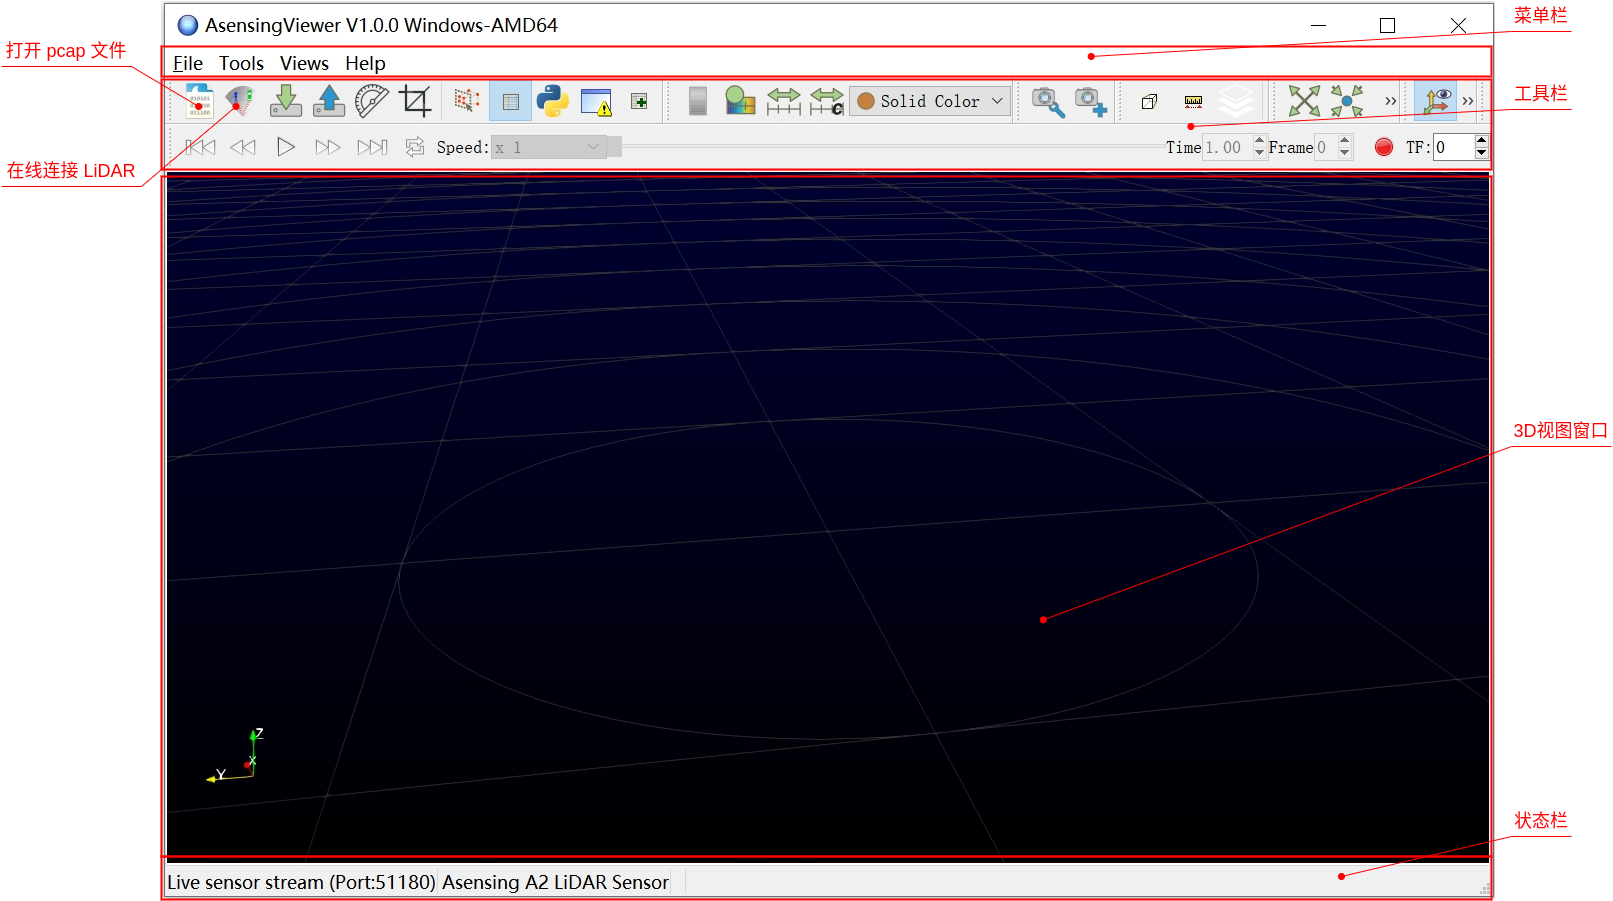 AsensingViewer V1.0.0 Windows-AMD64
菜单栏
打开 pcap 文件
File Tools Views Help
工具栏
Solid Color
C
在线连接 LiDAR
Speed: x 1 Time 1.00 Frame 0 TF: 0
3D视图窗口
Z
X
Y
状态栏
Live sensor stream (Port:51180) Asensing A2 LiDAR Sensor